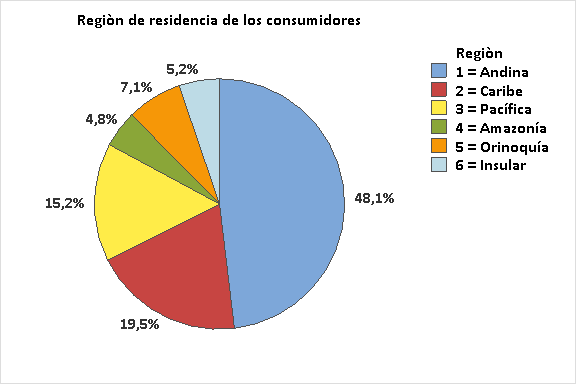 Regiòn de residencia de los consumidores
Regiòn
1 = Andina
2 = Caribe
3 = Pacífica
4 = Amazonía
5 = Orinoquía
6 = Insular
5,2%
7,1%
4,8%
15,2%
48,1%
19,5%